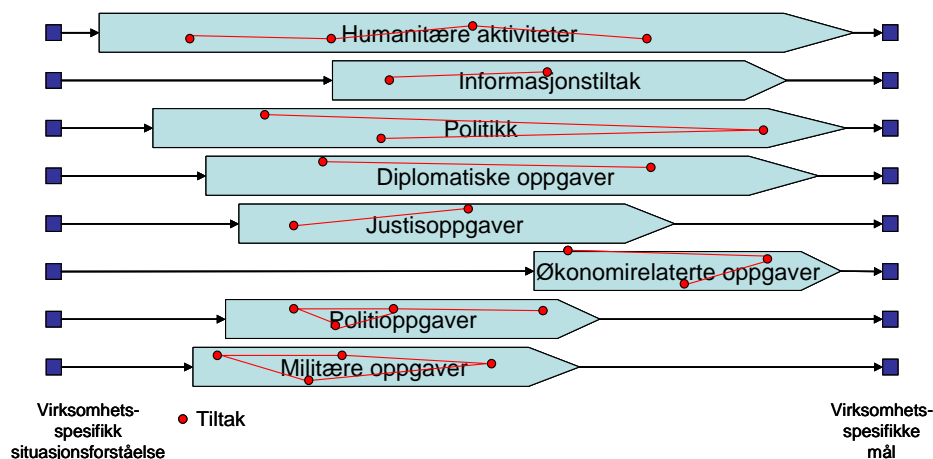 Humanitære aktiviteter
Informasjonstiltak
Politikk
Diplomatiske oppgaver
Justisoppgaver
Økonomirelaterte oppgaver
Politioppgaver
Militære oppgaver
Virksomhets-
spesifikk
situasjonsforståelse
Tiltak
Virksomhets-
spesifikke
mål